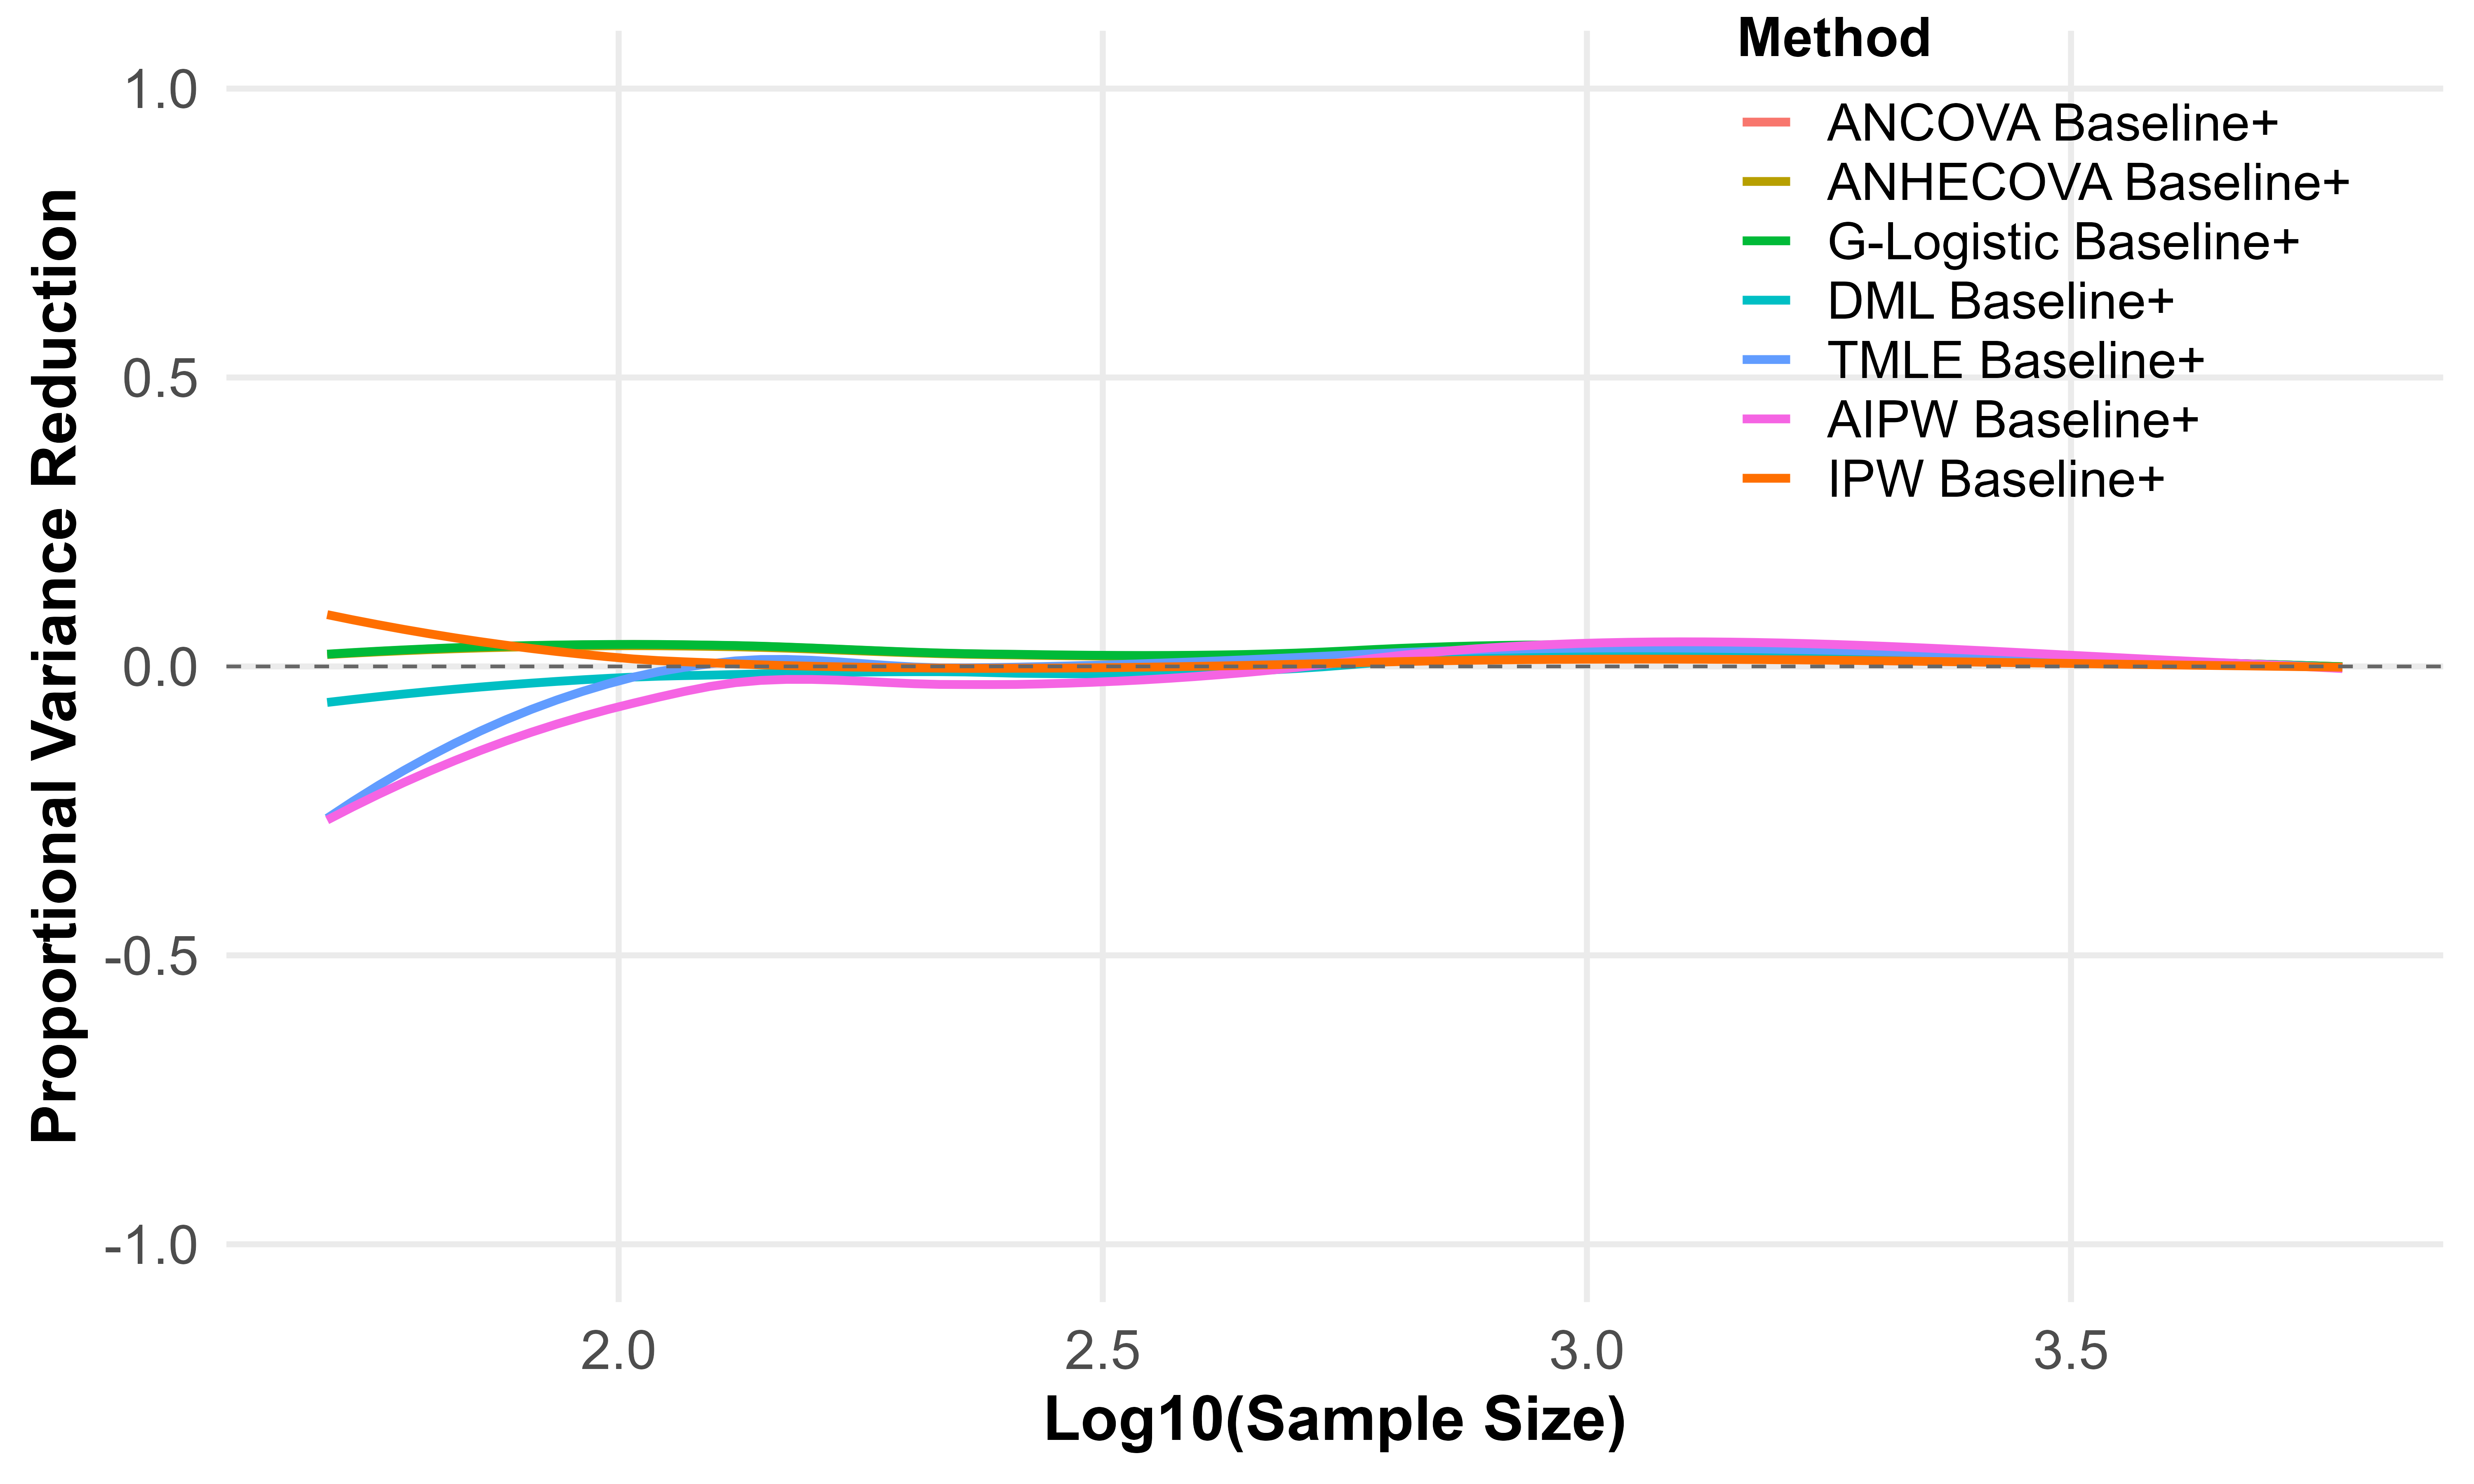 Method
ANCOVA Baseline+
ANHECOVA Baseline+
G-Logistic Baseline+
DML Baseline+
TMLE Baseline+
AIPW Baseline+
IPW Baseline+
Proportional Variance Reduction
1.0
0.5
0.0
-0.5
-1.0
2.0
2.5
3.0
3.5
Log10(Sample Size)